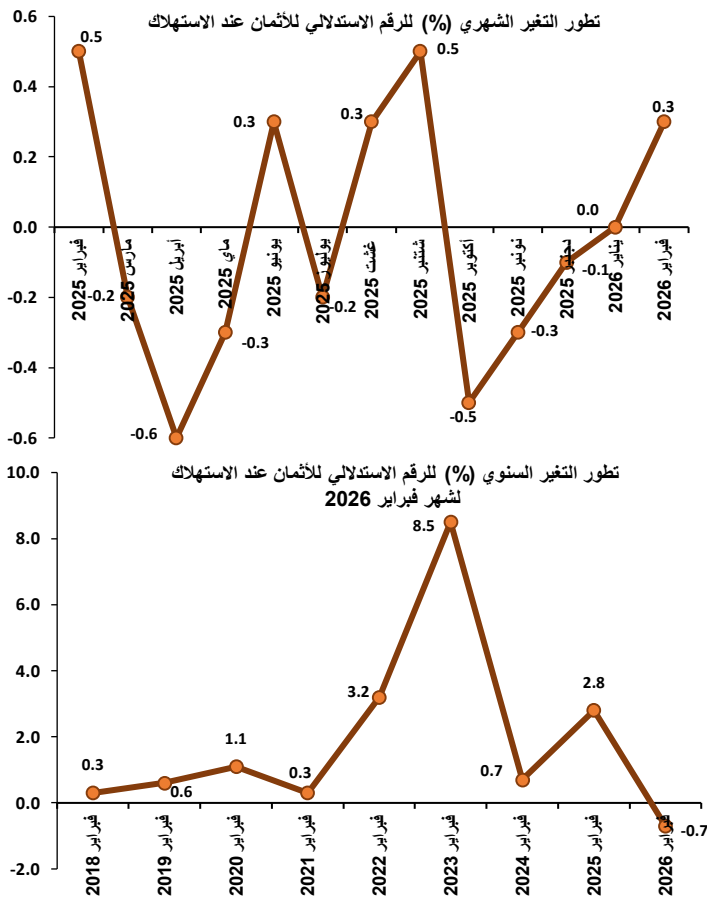 تطور التغير الشهري (%) للرقم الاستدلالي للأثمان عند الاستهلاك
0.6
0.4
0.2
0.0
-0.2
-0.4
-0.6
0.5
-0.2
-0.6
-0.3
0.3
-0.2
0.3
0.5
-0.5
-0.3
-0.1
0.0
0.3
فبراير 2025
مارس 2025
أبريل 2025
ماي 2025
يونيو 2025
يوليوز 2025
غشت 2025
شتنبر 2025
أكتوبر 2025
نونبر 2025
دجنبر 2025
يناير 2026
فبراير 2026
تطور التغير السنوي (%) للرقم الاستدلالي للأثمان عند الاستهلاك
لشهر فبراير 2026
10.0
8.0
6.0
4.0
2.0
0.0
-2.0
0.3
0.6
1.1
0.3
3.2
8.5
0.7
2.8
-0.7
فبراير 2018
فبراير 2019
فبراير 2020
فبراير 2021
فبراير 2022
فبراير 2023
فبراير 2024
فبراير 2025
فبراير 2026